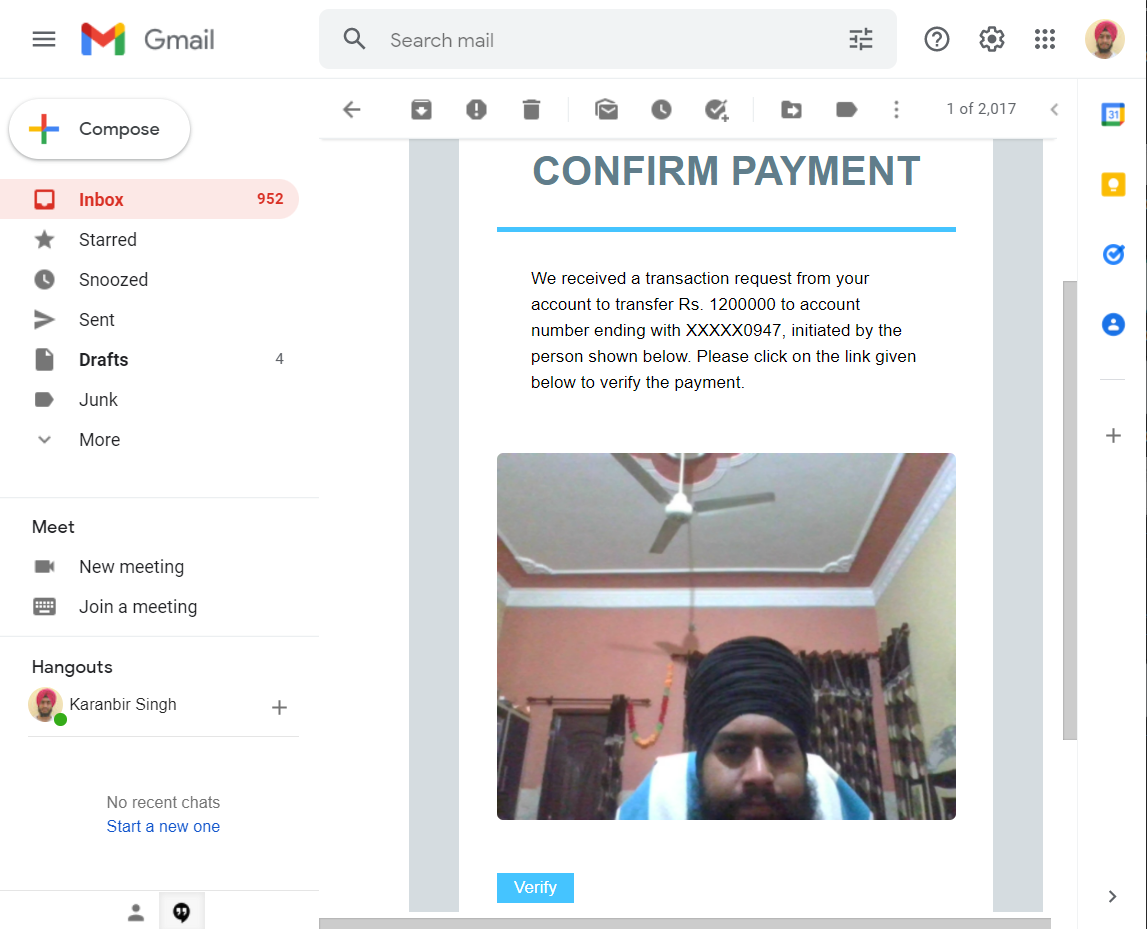 Gmail
Search mail
Compose
1 of 2,017
31
Inbox 952
Starred
Snoozed
Sent
Drafts 4
Junk
More
Meet
New meeting
Join a meeting
Hangouts
Karanbir Singh
No recent chats
Start a new one
CONFIRM PAYMENT
We received a transaction request from your
account to transfer Rs. 1200000 to account
number ending with XXXXX0947, initiated by the
person shown below. Please click on the link given
below to verify the payment.
Verify